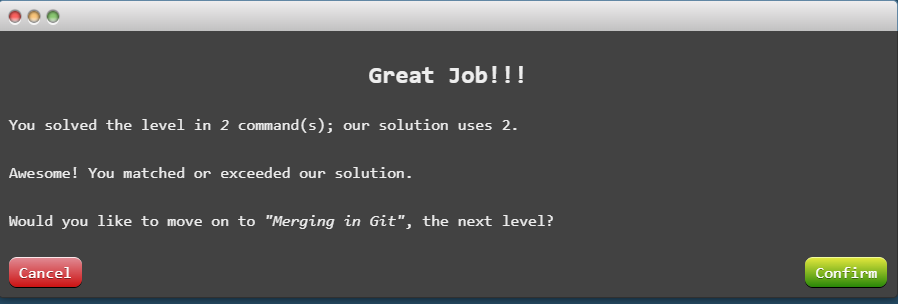 Great Job!!!
You solved the level in 2 command(s); our solution uses 2.
Awesome! You matched or exceeded our solution.
Would you like to move on to "Merging in Git", the next level?
Cancel
Confirm